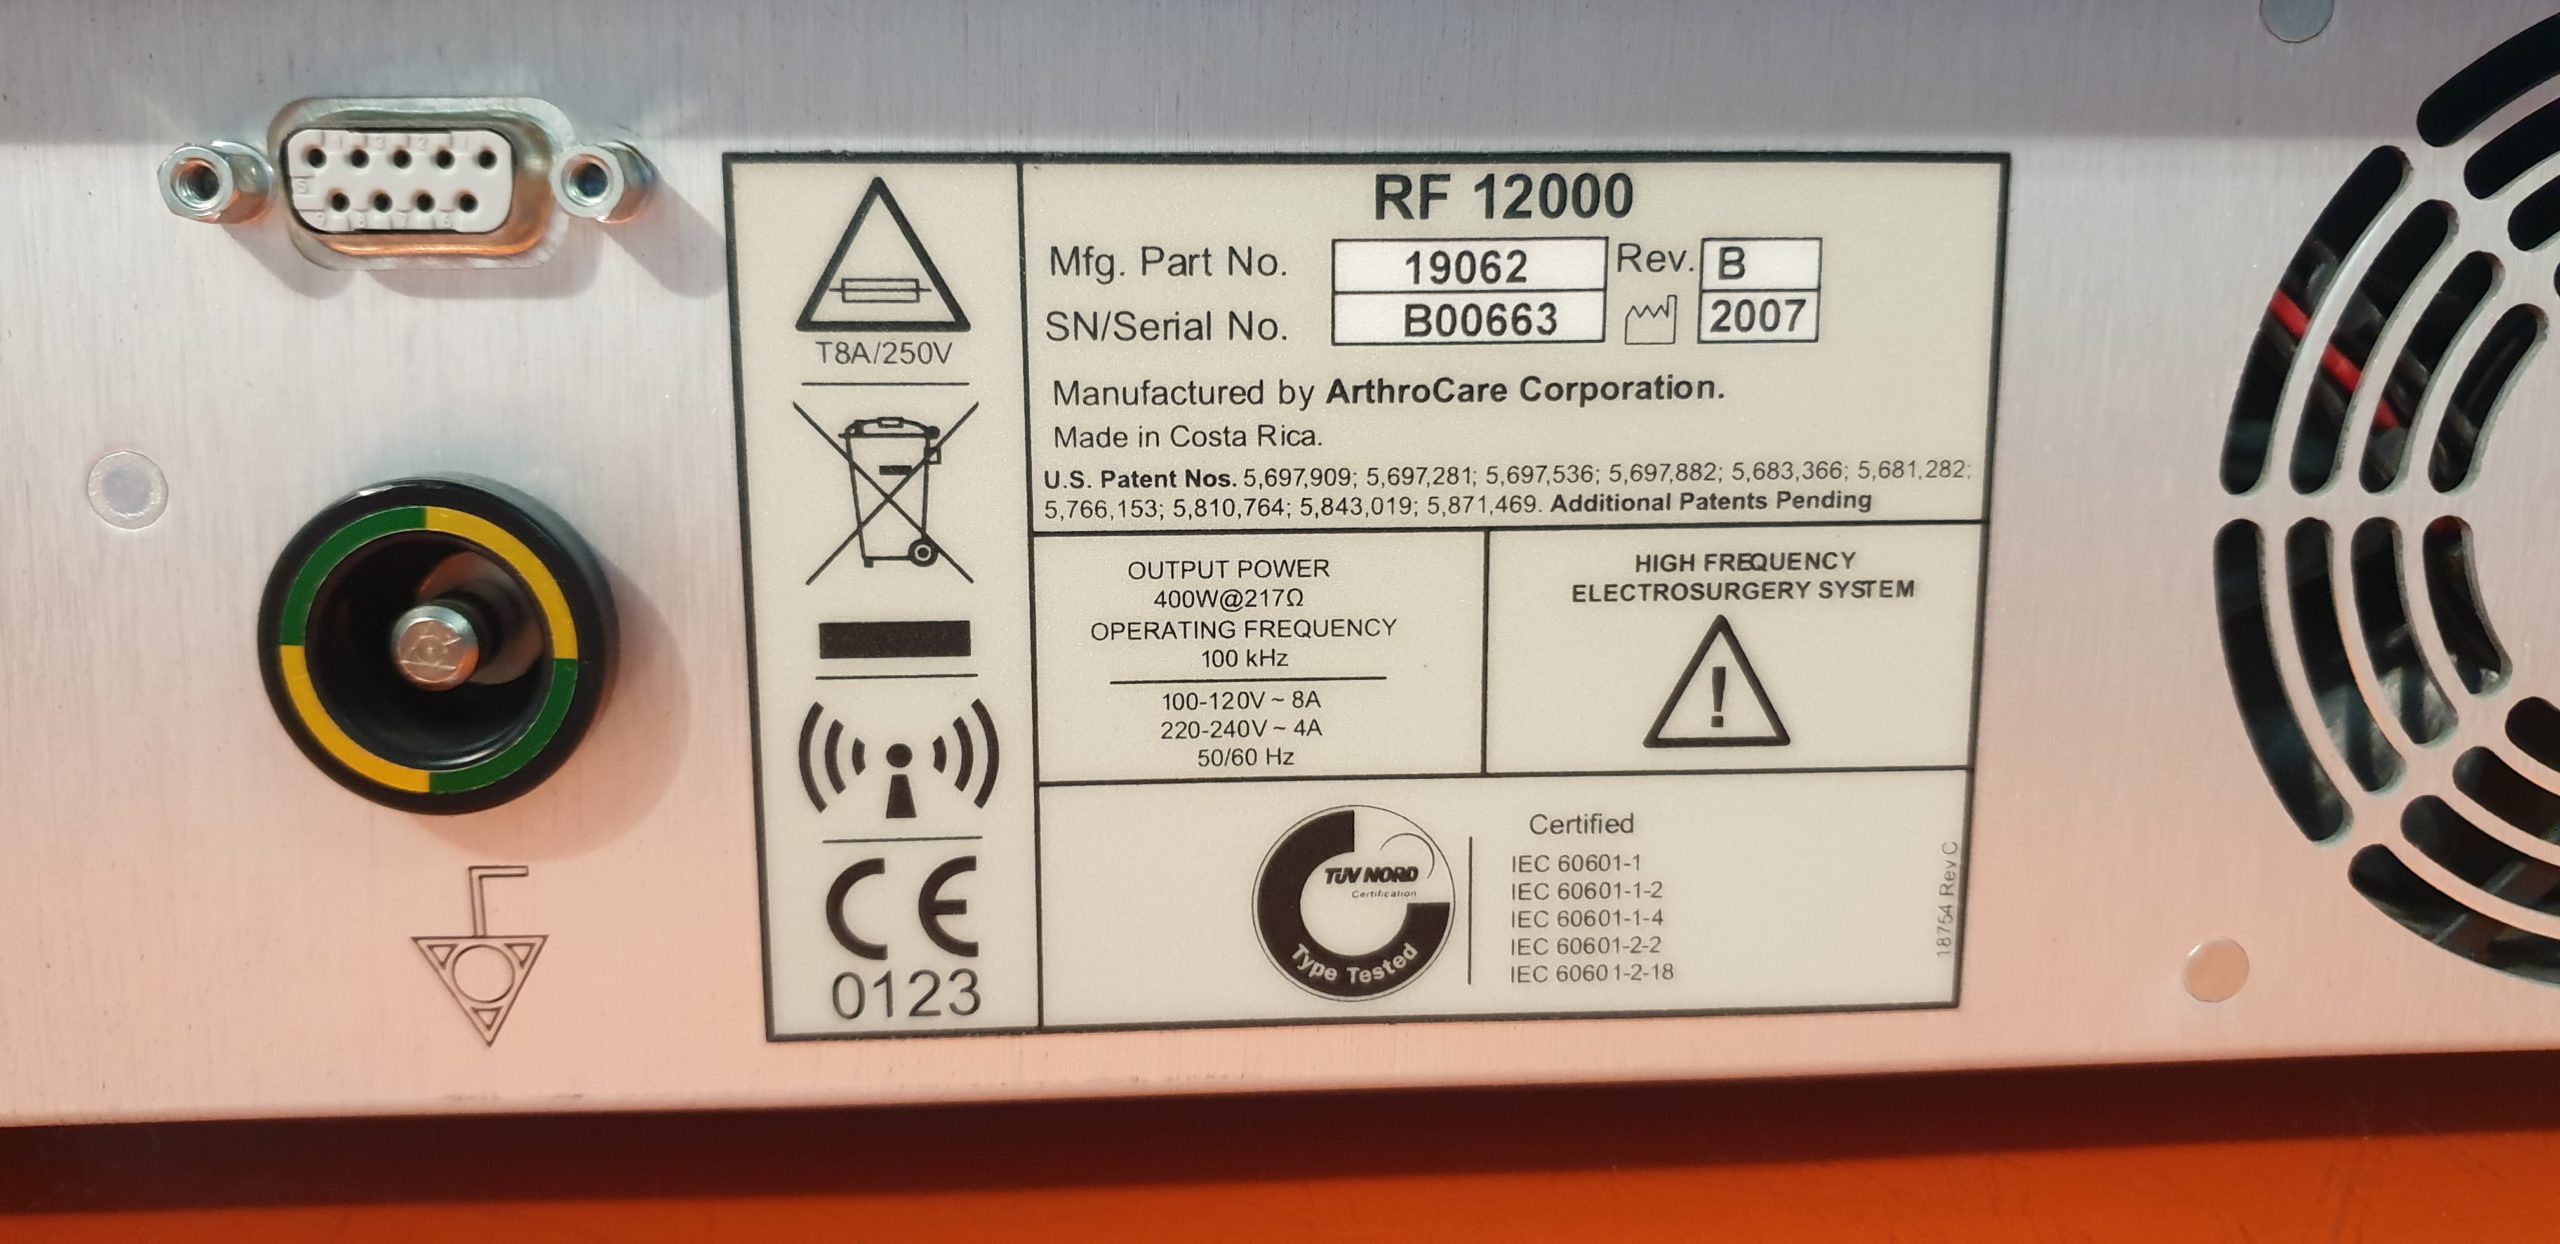 T8A/250V
CE
0123
RF 12000
Mfg. Part No. 19062 Rev. B
SN/Serial No. B00663 2007
Manufactured by ArthroCare Corporation.
Made in Costa Rica.
U.S. Patent Nos. 5,697,909; 5,697,281; 5,697,536; 5,697,882; 5,683,366; 5,681,282;
5,766,153; 5,810,764; 5,843,019; 5,871,469. Additional Patents Pending
OUTPUT POWER
400W@217Ω
OPERATING FREQUENCY
100 kHz
100-120V ~ 8A
220-240V ~ 4A
50/60 Hz
HIGH FREQUENCY
ELECTROSURGERY SYSTEM
!
TÜV NORD
Certification
Type Tested
Certified
IEC 60601-1
IEC 60601-1-2
IEC 60601-1-4
IEC 60601-2-2
IEC 60601-2-18
18754 Rev C